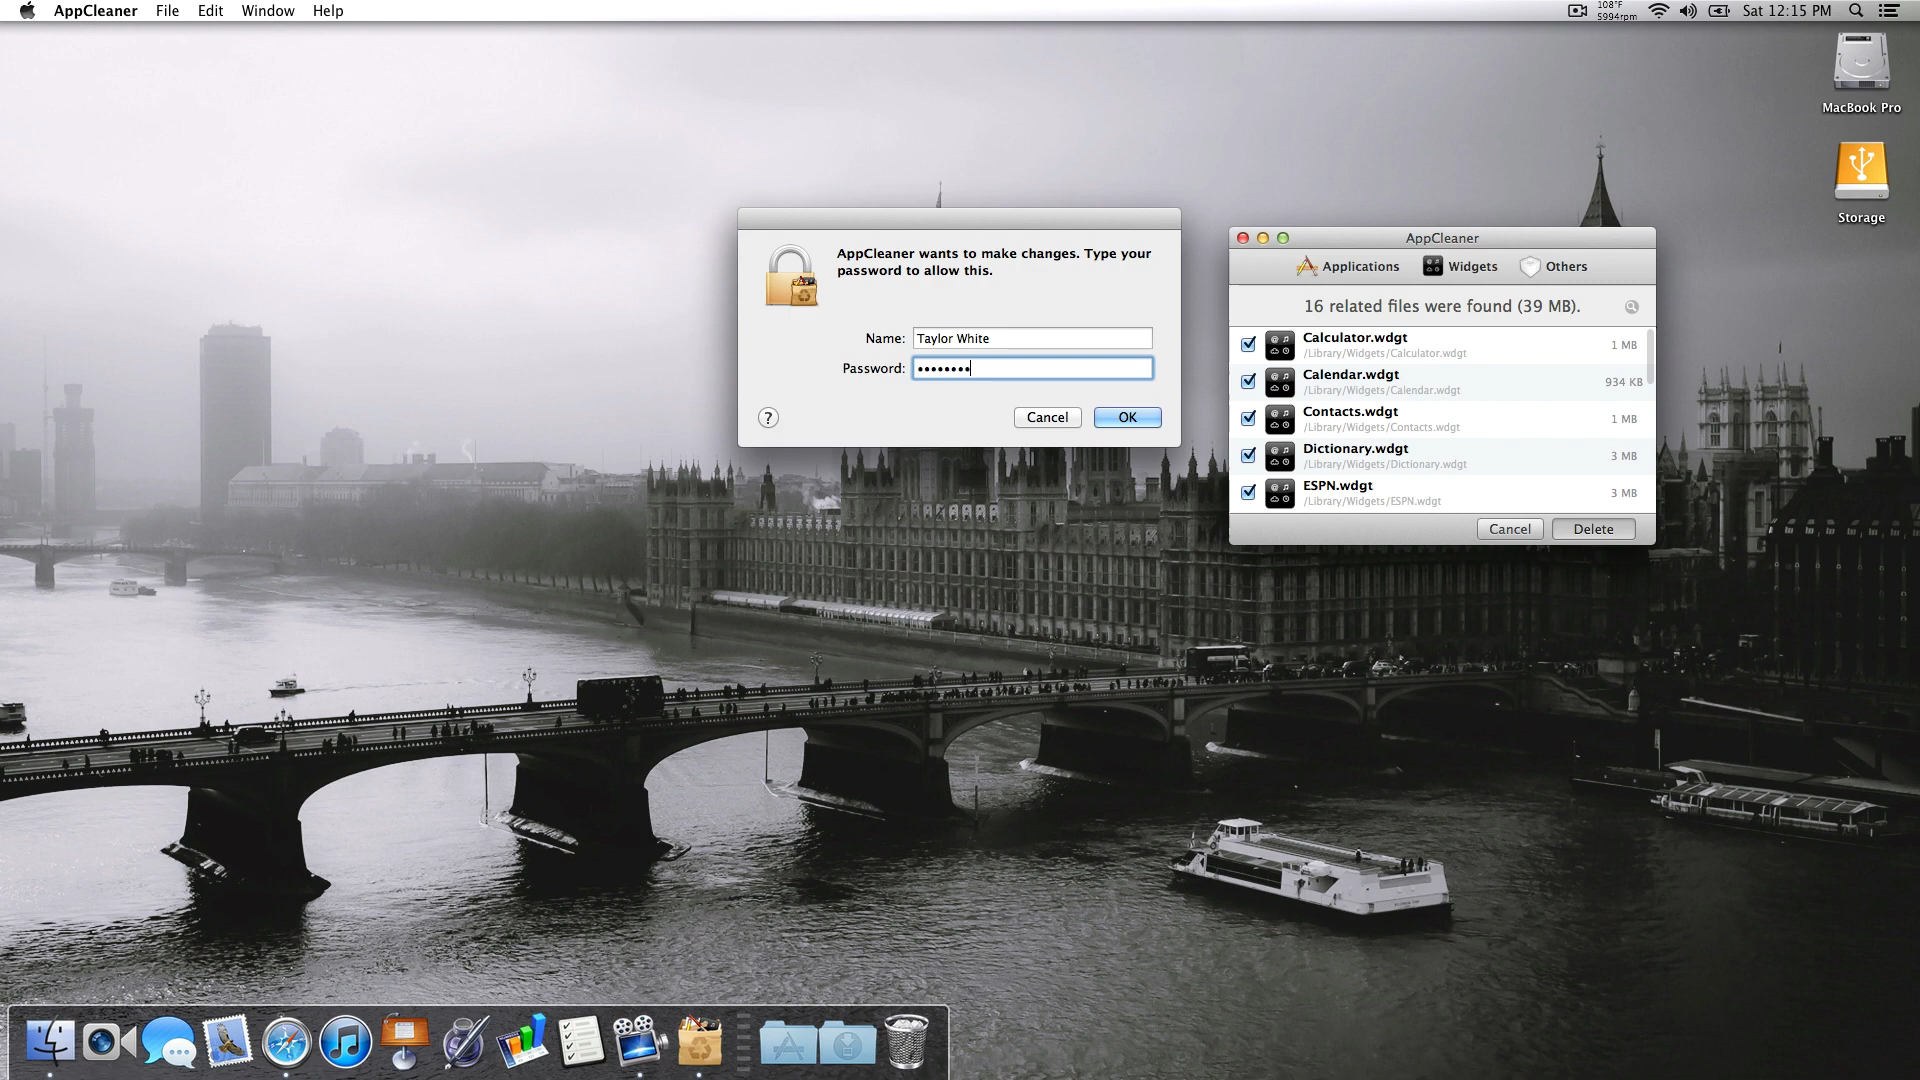 AppCleaner File Edit Window Help
108°F
5994rpm
Sat 12:15 PM
MacBook Pro
Storage
AppCleaner wants to make changes. Type your
password to allow this.
Name: Taylor White
Password: ••••••••
? Cancel OK
AppCleaner
Applications Widgets Others
16 related files were found (39 MB).
Calculator.wdgt
/Library/Widgets/Calculator.wdgt
1 MB
Calendar.wdgt
/Library/Widgets/Calendar.wdgt
934 KB
Contacts.wdgt
/Library/Widgets/Contacts.wdgt
1 MB
Dictionary.wdgt
/Library/Widgets/Dictionary.wdgt
3 MB
ESPN.wdgt
/Library/Widgets/ESPN.wdgt
3 MB
Cancel Delete